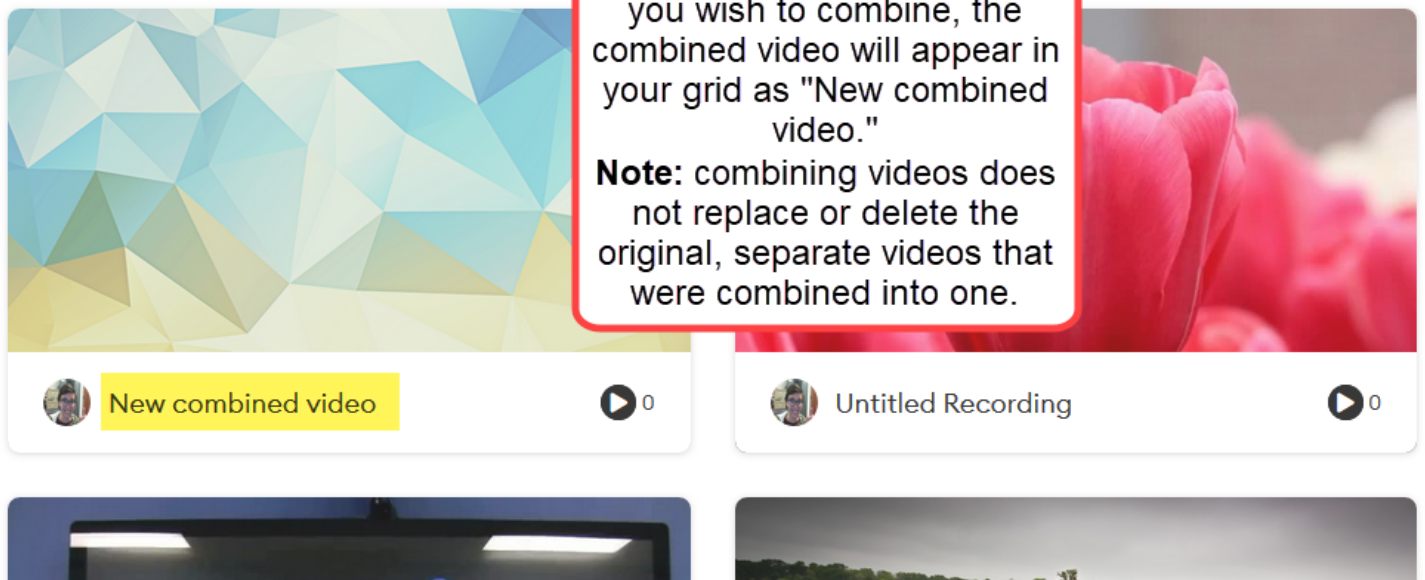 you wish to combine, the
combined video will appear in
your grid as "New combined
video."
Note: combining videos does
not replace or delete the
original, separate videos that
were combined into one.
New combined video 0
Untitled Recording 0